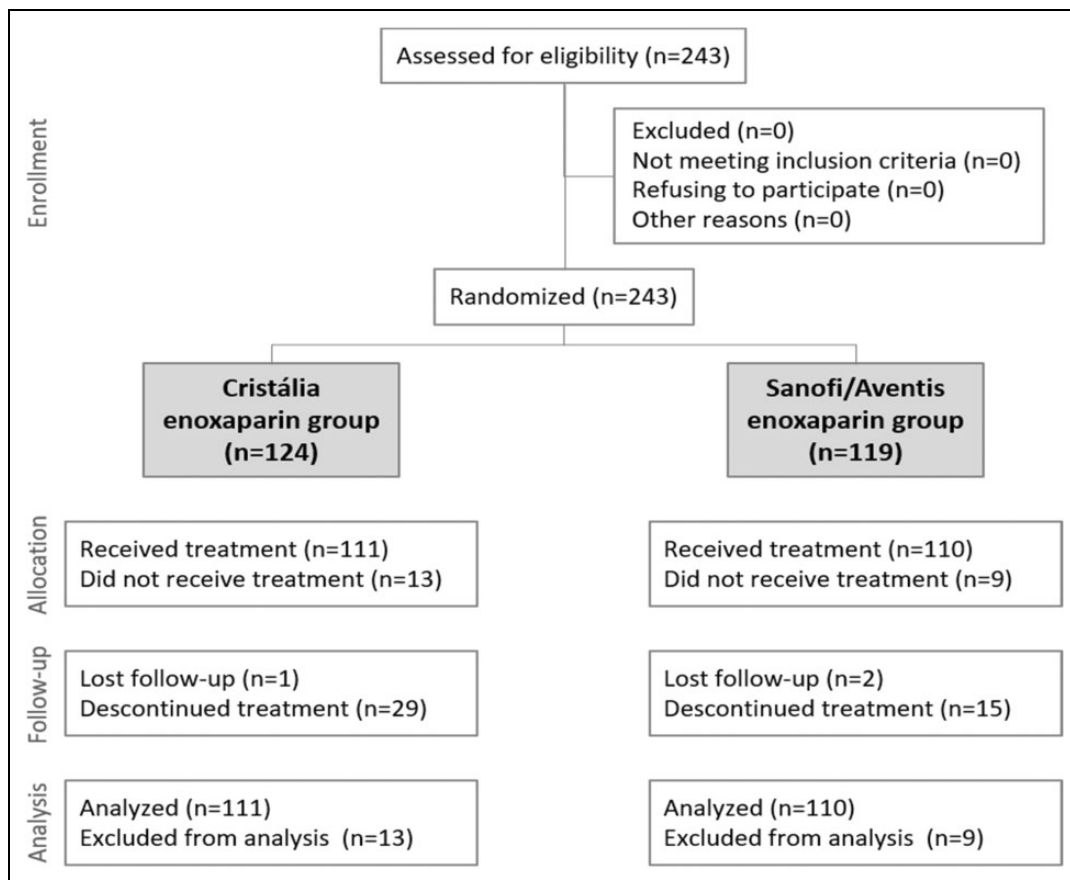 Assessed for eligibility (n=243)
Enrollment
Excluded (n=0)
Not meeting inclusion criteria (n=0)
Refusing to participate (n=0)
Other reasons (n=0)
Randomized (n=243)
Cristália
enoxaparin group
(n=124)
Sanofi/Aventis
enoxaparin group
(n=119)
Allocation
Received treatment (n=111)
Did not receive treatment (n=13)
Received treatment (n=110)
Did not receive treatment (n=9)
Follow-up
Lost follow-up (n=1)
Descontinued treatment (n=29)
Lost follow-up (n=2)
Descontinued treatment (n=15)
Analysis
Analyzed (n=111)
Excluded from analysis (n=13)
Analyzed (n=110)
Excluded from analysis (n=9)